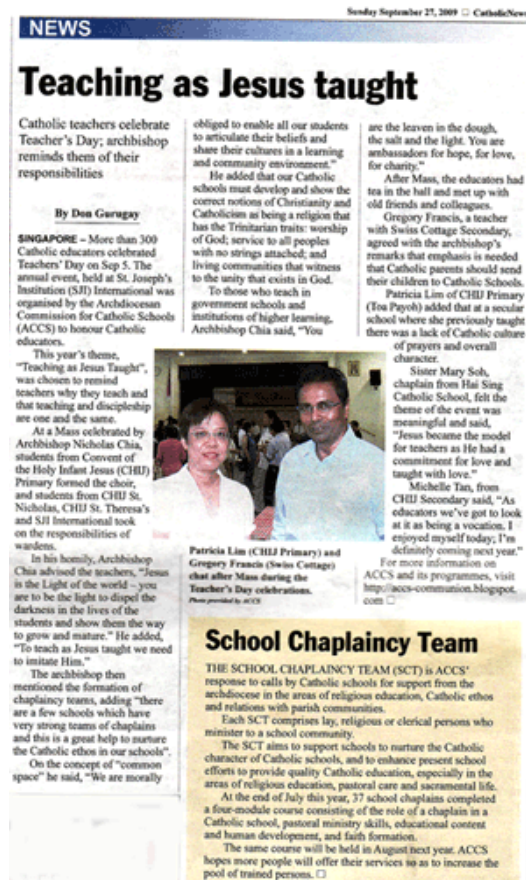 Sunday September 27, 2009 □ CatholicNews
NEWS
Teaching as Jesus taught
Catholic teachers celebrate
Teacher's Day; archbishop
reminds them of their
responsibilities
By Don Gurugay
SINGAPORE – More than 300
Catholic educators celebrated
Teachers' Day on Sep 5. The
annual event, held at St. Joseph's
Institution (SJI) International was
organised by the Archdiocesan
Commission for Catholic Schools
(ACCS) to honour Catholic
educators.
This year's theme,
"Teaching as Jesus Taught",
was chosen to remind
teachers why they teach and
that teaching and discipleship
are one and the same.
At a Mass celebrated by
Archbishop Nicholas Chia,
students from Convent of
the Holy Infant Jesus (CHIJ)
Primary formed the choir,
and students from CHIJ St.
Nicholas, CHIJ St. Theresa's
and SJI International took
on the responsibilities of
wardens.
In his homily, Archbishop
Chia advised the teachers, "Jesus
is the Light of the world – you
are to be the light to dispel the
darkness in the lives of the
students and show them the way
to grow and mature." He added,
"To teach as Jesus taught we need
to imitate Him."
The archbishop then
mentioned the formation of
chaplaincy teams, adding "there
are a few schools which have
very strong teams of chaplains
and this is a great help to nurture
the Catholic ethos in our schools".
On the concept of "common
space" he said, "We are morally
obliged to enable all our students
to articulate their beliefs and
share their cultures in a learning
and community environment."
He added that our Catholic
schools must develop and show the
correct notions of Christianity and
Catholicism as being a religion that
has the Trinitarian traits: worship
of God; service to all peoples
with no strings attached; and
living communities that witness
to the unity that exists in God.
To those who teach in
government schools and
institutions of higher learning,
Archbishop Chia said, "You
are the leaven in the dough,
the salt and the light. You are
ambassadors for hope, for love,
for charity."
After Mass, the educators had
tea in the hall and met up with
old friends and colleagues.
Gregory Francis, a teacher
with Swiss Cottage Secondary,
agreed with the archbishop's
remarks that emphasis is needed
that Catholic parents should send
their children to Catholic Schools.
Patricia Lim of CHIJ Primary
(Toa Payoh) added that at a secular
school where she previously taught
there was a lack of Catholic culture
of prayers and overall
character.
Sister Mary Soh,
chaplain from Hai Sing
Catholic School, felt the
theme of the event was
meaningful and said,
"Jesus became the model
for teachers as He had a
commitment for love and
taught with love."
Michelle Tan, from
CHIJ Secondary said, "As
educators we've got to look
at it as being a vocation. I
enjoyed myself today; I'm
definitely coming next year."
For more information on
ACCS and its programmes, visit
http://accs-communion.blogspot.
com □
Patricia Lim (CHIJ Primary) and
Gregory Francis (Swiss Cottage)
chat after Mass during the
Teacher's Day celebrations.
Photo provided by ACCS
School Chaplaincy Team
THE SCHOOL CHAPLAINCY TEAM (SCT) is ACCS'
response to calls by Catholic schools for support from the
archdiocese in the areas of religious education, Catholic ethos
and relations with parish communities.
Each SCT comprises lay, religious or clerical persons who
minister to a school community.
The SCT aims to support schools to nurture the Catholic
character of Catholic schools, and to enhance present school
efforts to provide quality Catholic education, especially in the
areas of religious education, pastoral care and sacramental life.
At the end of July this year, 37 school chaplains completed
a four-module course consisting of the role of a chaplain in a
Catholic school, pastoral ministry skills, educational content
and human development, and faith formation.
The same course will be held in August next year. ACCS
hopes more people will offer their services so as to increase the
pool of trained persons. □